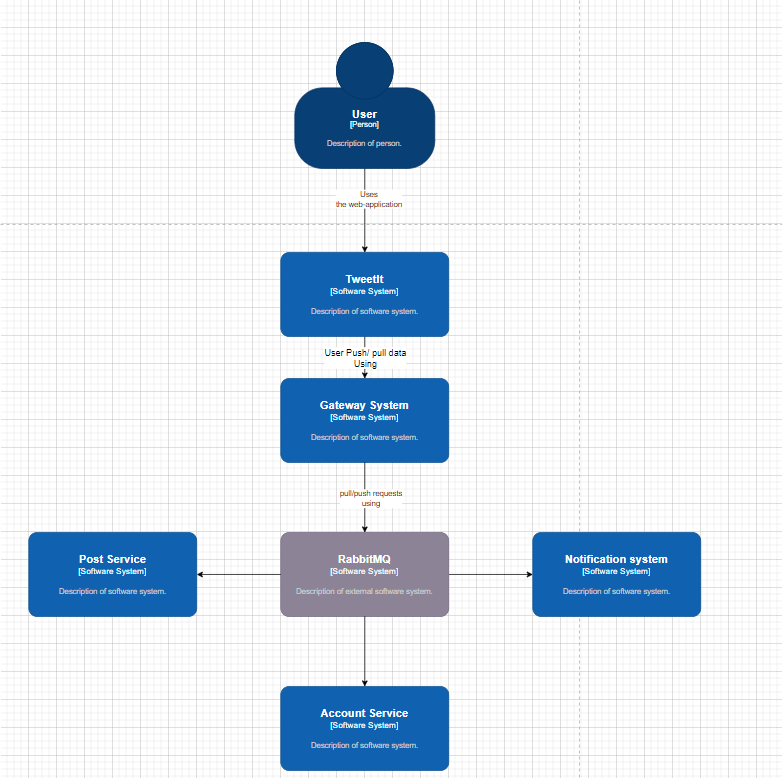 User
[Person]
Description of person.
Uses
the web-application
TweetIt
[Software System]
Description of software system.
User Push/ pull data
Using
Gateway System
[Software System]
Description of software system.
pull/push requests
using
Post Service
[Software System]
Description of software system.
RabbitMQ
[Software System]
Description of external software system.
Notification system
[Software System]
Description of software system.
Account Service
[Software System]
Description of software system.